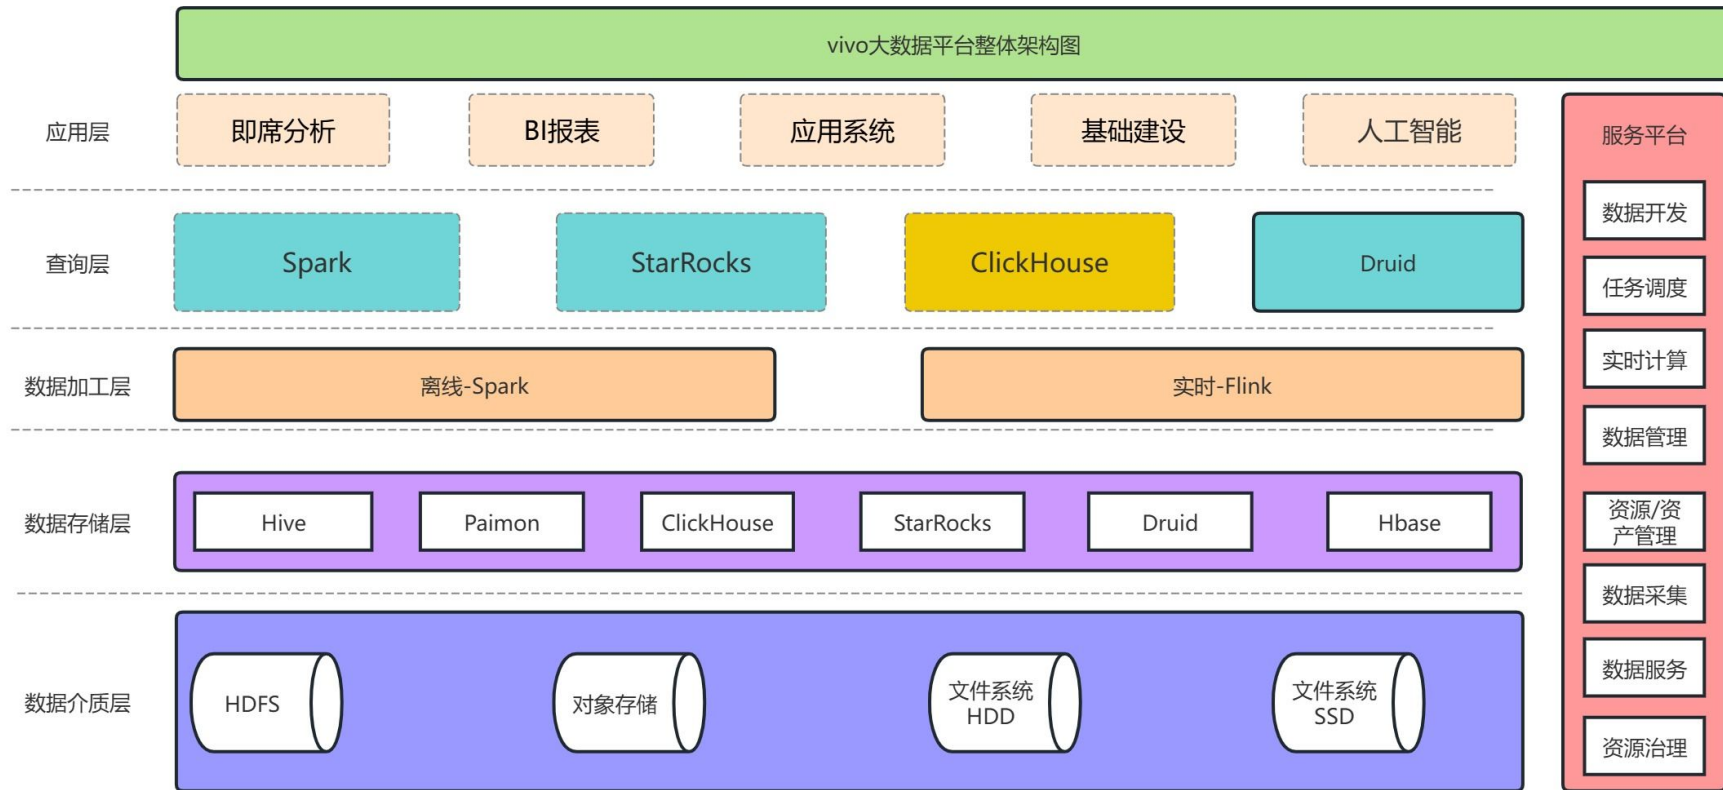 vivo大数据平台整体架构图
应用层
即席分析
BI报表
应用系统
基础建设
人工智能
查询层
Spark
StarRocks
ClickHouse
Druid
数据加工层
离线-Spark
实时-Flink
数据存储层
Hive
Paimon
ClickHouse
StarRocks
Druid
Hbase
数据介质层
HDFS
对象存储
文件系统
HDD
文件系统
SSD
服务平台
数据开发
任务调度
实时计算
数据管理
资源/资
产管理
数据采集
数据服务
资源治理